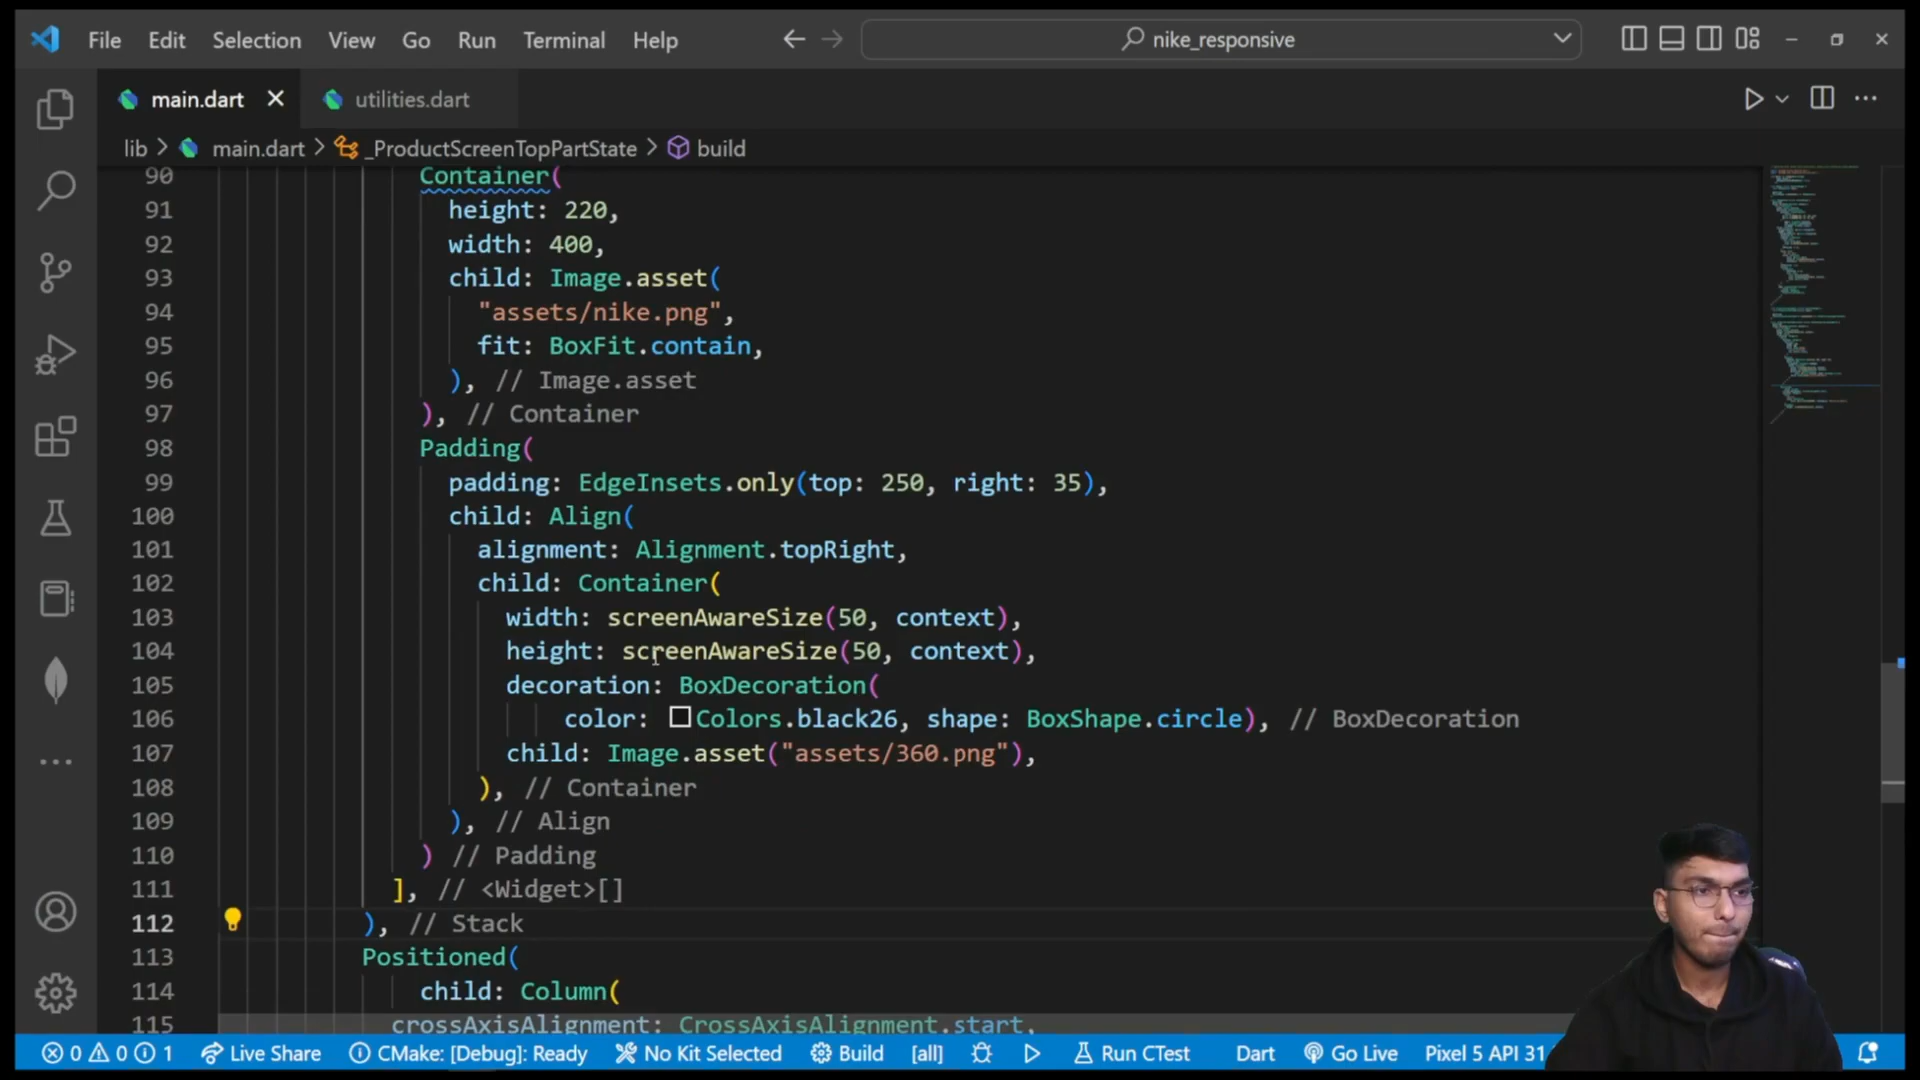 File Edit Selection View Go Run Terminal Help nike_responsive
main.dart utilities.dart
lib > main.dart > _ProductScreenTopPartState > build
90 Container(
91 height: 220,
92 width: 400,
93 child: Image.asset(
94 "assets/nike.png",
95 fit: BoxFit.contain,
96 ), // Image.asset
97 ), // Container
98 Padding(
99 padding: EdgeInsets.only(top: 250, right: 35),
100 child: Align(
101 alignment: Alignment.topRight,
102 child: Container(
103 width: screenAwareSize(50, context),
104 height: screenAwareSize(50, context),
105 decoration: BoxDecoration(
106 color: Colors.black26, shape: BoxShape.circle), // BoxDecoration
107 child: Image.asset("assets/360.png"),
108 ), // Container
109 ), // Align
110 ) // Padding
111 ], // <Widget>[]
112 ), // Stack
113 Positioned(
114 child: Column(
115 crossAxisAlignment: CrossAxisAlignment.start,
0 0 1 Live Share CMake: [Debug]: Ready No Kit Selected Build [all] Run CTest Dart Go Live Pixel 5 API 31